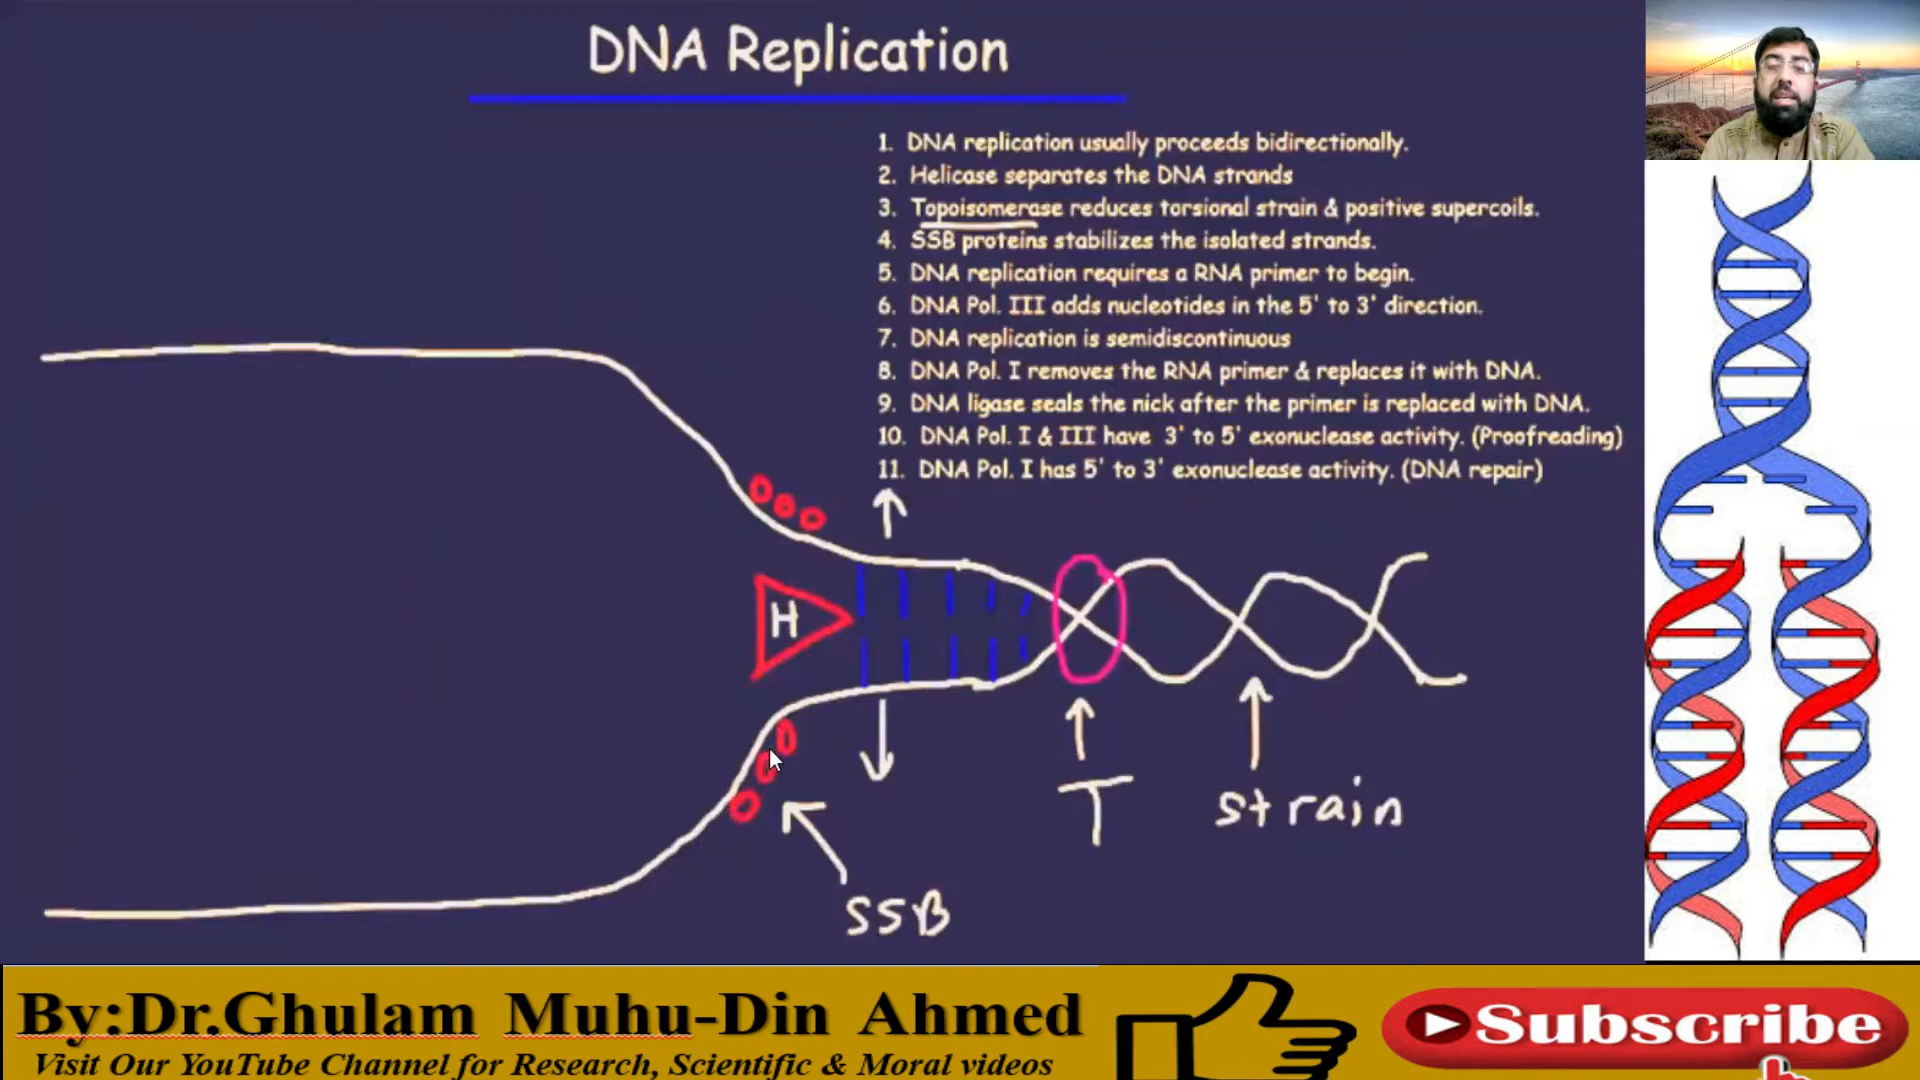 DNA Replication
1. DNA replication usually proceeds bidirectionally.
2. Helicase separates the DNA strands
3. Topoisomerase reduces torsional strain & positive supercoils.
4. SSB proteins stabilizes the isolated strands.
5. DNA replication requires a RNA primer to begin.
6. DNA Pol. III adds nucleotides in the 5' to 3' direction.
7. DNA replication is semidiscontinuous
8. DNA Pol. I removes the RNA primer & replaces it with DNA.
9. DNA ligase seals the nick after the primer is replaced with DNA.
10. DNA Pol. I & III have 3' to 5' exonuclease activity. (Proofreading)
11. DNA Pol. I has 5' to 3' exonuclease activity. (DNA repair)
H
T
strain
SSB
By:Dr.Ghulam Muhu-Din Ahmed
Visit Our YouTube Channel for Research, Scientific & Moral videos
Subscribe